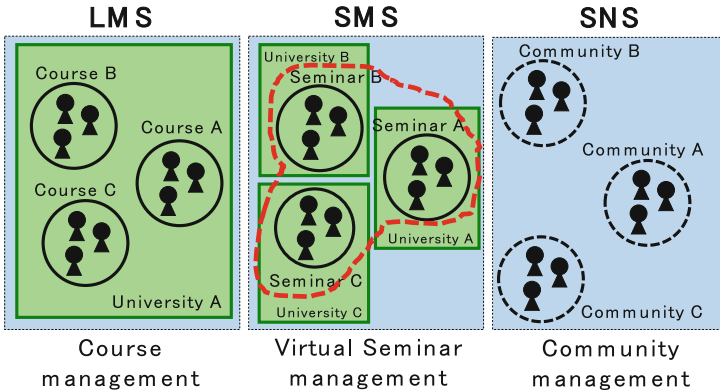 LMS
Course B
Course A
Course C
University A
Course
management
SMS
University B
Seminar B
Seminar A
University A
Seminar C
University C
Virtual Seminar
management
SNS
Community B
Community A
Community C
Community
management